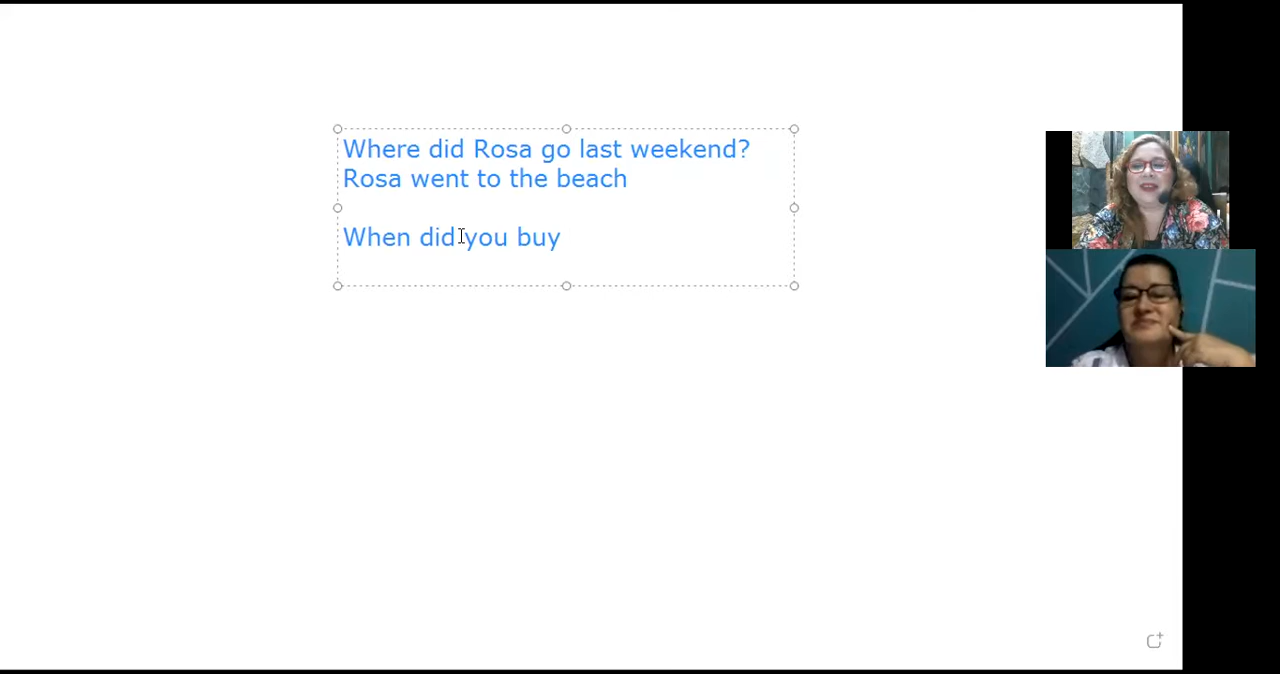 Where did Rosa go last weekend?
Rosa went to the beach
When did you buy